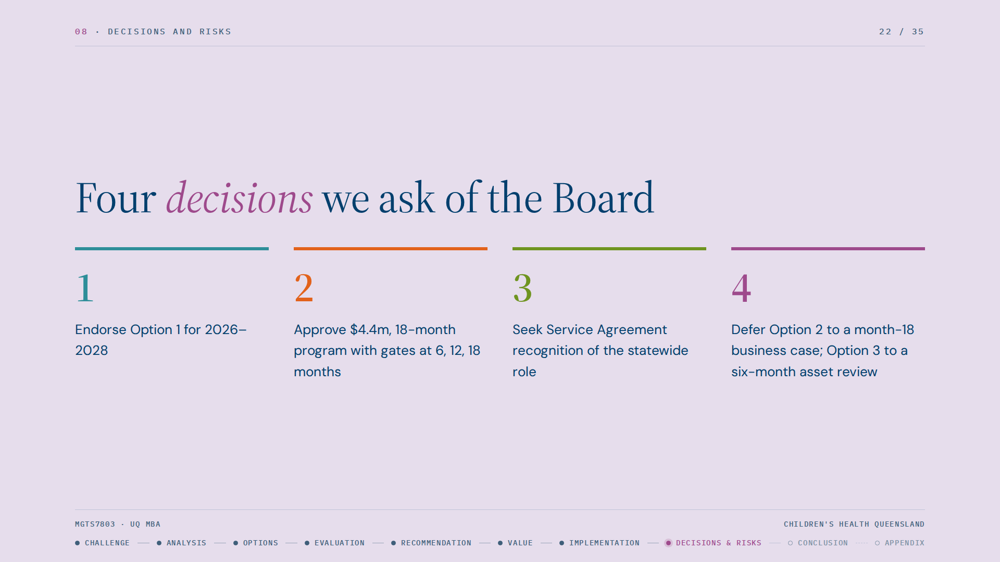 08 · DECISIONS AND RISKS
22 / 35
Four decisions we ask of the Board
1
Endorse Option 1 for 2026–
2028
2
Approve $4.4m, 18-month
program with gates at 6, 12, 18
months
3
Seek Service Agreement
recognition of the statewide
role
4
Defer Option 2 to a month-18
business case; Option 3 to a
six-month asset review
MGTS7803 · UQ MBA
CHILDREN'S HEALTH QUEENSLAND
CHALLENGE ANALYSIS OPTIONS EVALUATION RECOMMENDATION VALUE IMPLEMENTATION DECISIONS & RISKS CONCLUSION APPENDIX